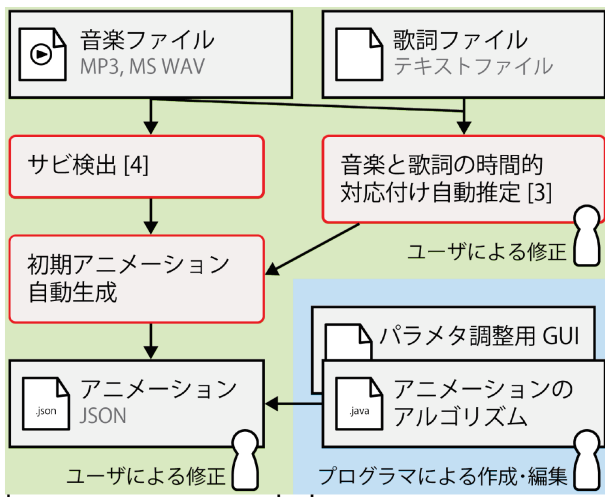 音楽ファイル
MP3, MS WAV
歌詞ファイル
テキストファイル
サビ検出 [4]
音楽と歌詞の時間的
対応付け自動推定 [3]
ユーザによる修正
初期アニメーション
自動生成
パラメタ調整用 GUI
.json
アニメーション
JSON
.java
アニメーションの
アルゴリズム
ユーザによる修正
プログラマによる作成・編集